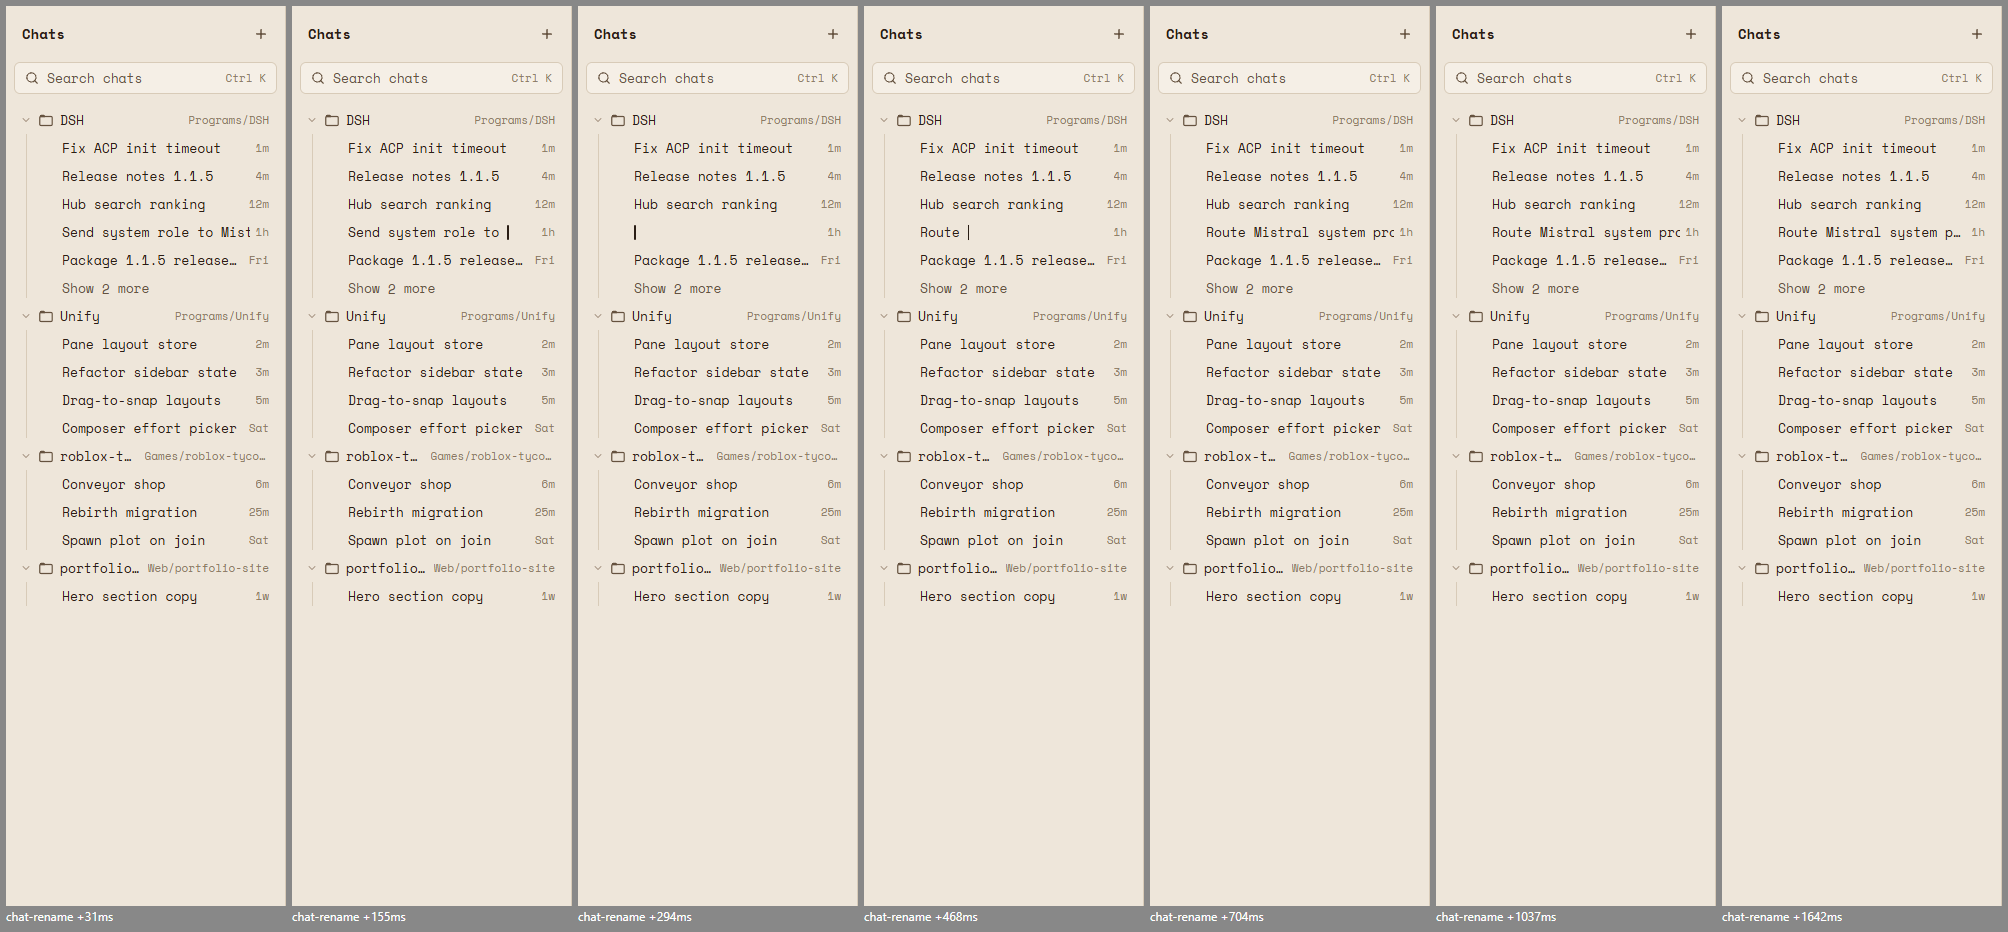 Chats +
Search chats Ctrl K
DSH Programs/DSH
Fix ACP init timeout 1m
Release notes 1.1.5 4m
Hub search ranking 12m
Send system role to Mist 1h
Package 1.1.5 release… Fri
Show 2 more
Unify Programs/Unify
Pane layout store 2m
Refactor sidebar state 3m
Drag-to-snap layouts 5m
Composer effort picker Sat
roblox-t… Games/roblox-tyco…
Conveyor shop 6m
Rebirth migration 25m
Spawn plot on join Sat
portfolio… Web/portfolio-site
Hero section copy 1w
chat-rename +31ms
Chats +
Search chats Ctrl K
DSH Programs/DSH
Fix ACP init timeout 1m
Release notes 1.1.5 4m
Hub search ranking 12m
Send system role to 1h
Package 1.1.5 release… Fri
Show 2 more
Unify Programs/Unify
Pane layout store 2m
Refactor sidebar state 3m
Drag-to-snap layouts 5m
Composer effort picker Sat
roblox-t… Games/roblox-tyco…
Conveyor shop 6m
Rebirth migration 25m
Spawn plot on join Sat
portfolio… Web/portfolio-site
Hero section copy 1w
chat-rename +155ms
Chats +
Search chats Ctrl K
DSH Programs/DSH
Fix ACP init timeout 1m
Release notes 1.1.5 4m
Hub search ranking 12m
1h
Package 1.1.5 release… Fri
Show 2 more
Unify Programs/Unify
Pane layout store 2m
Refactor sidebar state 3m
Drag-to-snap layouts 5m
Composer effort picker Sat
roblox-t… Games/roblox-tyco…
Conveyor shop 6m
Rebirth migration 25m
Spawn plot on join Sat
portfolio… Web/portfolio-site
Hero section copy 1w
chat-rename +294ms
Chats +
Search chats Ctrl K
DSH Programs/DSH
Fix ACP init timeout 1m
Release notes 1.1.5 4m
Hub search ranking 12m
Route 1h
Package 1.1.5 release… Fri
Show 2 more
Unify Programs/Unify
Pane layout store 2m
Refactor sidebar state 3m
Drag-to-snap layouts 5m
Composer effort picker Sat
roblox-t… Games/roblox-tyco…
Conveyor shop 6m
Rebirth migration 25m
Spawn plot on join Sat
portfolio… Web/portfolio-site
Hero section copy 1w
chat-rename +468ms
Chats +
Search chats Ctrl K
DSH Programs/DSH
Fix ACP init timeout 1m
Release notes 1.1.5 4m
Hub search ranking 12m
Route Mistral system pro 1h
Package 1.1.5 release… Fri
Show 2 more
Unify Programs/Unify
Pane layout store 2m
Refactor sidebar state 3m
Drag-to-snap layouts 5m
Composer effort picker Sat
roblox-t… Games/roblox-tyco…
Conveyor shop 6m
Rebirth migration 25m
Spawn plot on join Sat
portfolio… Web/portfolio-site
Hero section copy 1w
chat-rename +704ms
Chats +
Search chats Ctrl K
DSH Programs/DSH
Fix ACP init timeout 1m
Release notes 1.1.5 4m
Hub search ranking 12m
Route Mistral system pro 1h
Package 1.1.5 release… Fri
Show 2 more
Unify Programs/Unify
Pane layout store 2m
Refactor sidebar state 3m
Drag-to-snap layouts 5m
Composer effort picker Sat
roblox-t… Games/roblox-tyco…
Conveyor shop 6m
Rebirth migration 25m
Spawn plot on join Sat
portfolio… Web/portfolio-site
Hero section copy 1w
chat-rename +1037ms
Chats +
Search chats Ctrl K
DSH Programs/DSH
Fix ACP init timeout 1m
Release notes 1.1.5 4m
Hub search ranking 12m
Route Mistral system p… 1h
Package 1.1.5 release… Fri
Show 2 more
Unify Programs/Unify
Pane layout store 2m
Refactor sidebar state 3m
Drag-to-snap layouts 5m
Composer effort picker Sat
roblox-t… Games/roblox-tyco…
Conveyor shop 6m
Rebirth migration 25m
Spawn plot on join Sat
portfolio… Web/portfolio-site
Hero section copy 1w
chat-rename +1642ms